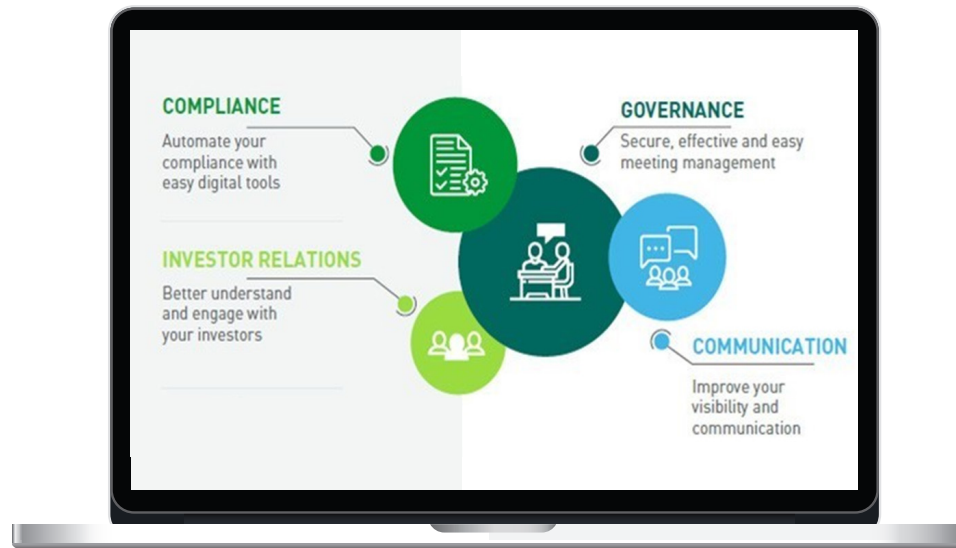 COMPLIANCE
Automate your
compliance with
easy digital tools
INVESTOR RELATIONS
Better understand
and engage with
your investors
GOVERNANCE
Secure, effective and easy
meeting management
COMMUNICATION
Improve your
visibility and
communication